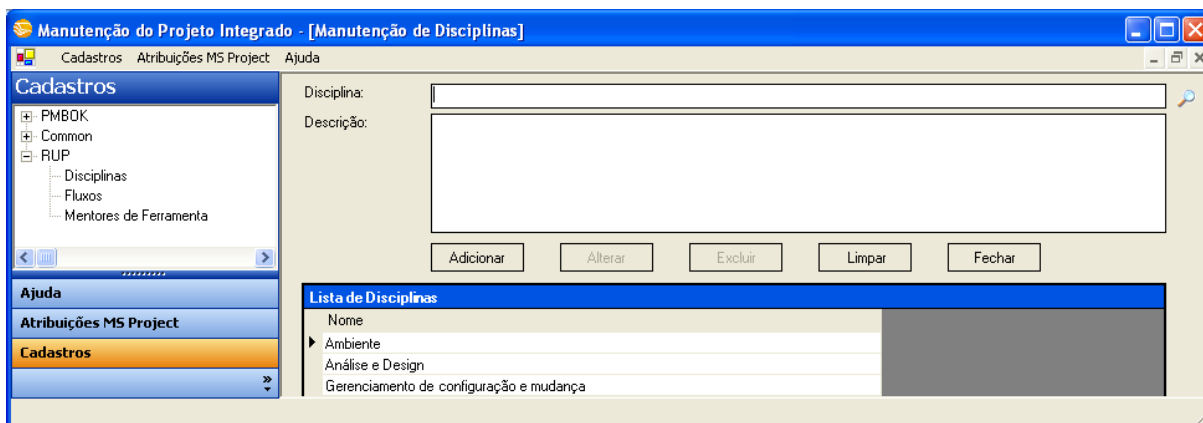 Manutenção do Projeto Integrado - [Manutenção de Disciplinas]
Cadastros Atribuições MS Project Ajuda
Cadastros
PMBOK
Common
RUP
Disciplinas
Fluxos
Mentores de Ferramenta
Ajuda
Atribuições MS Project
Cadastros
Disciplina:
Descrição:
Adicionar Alterar Excluir Limpar Fechar
Lista de Disciplinas
Nome
Ambiente
Análise e Design
Gerenciamento de configuração e mudança